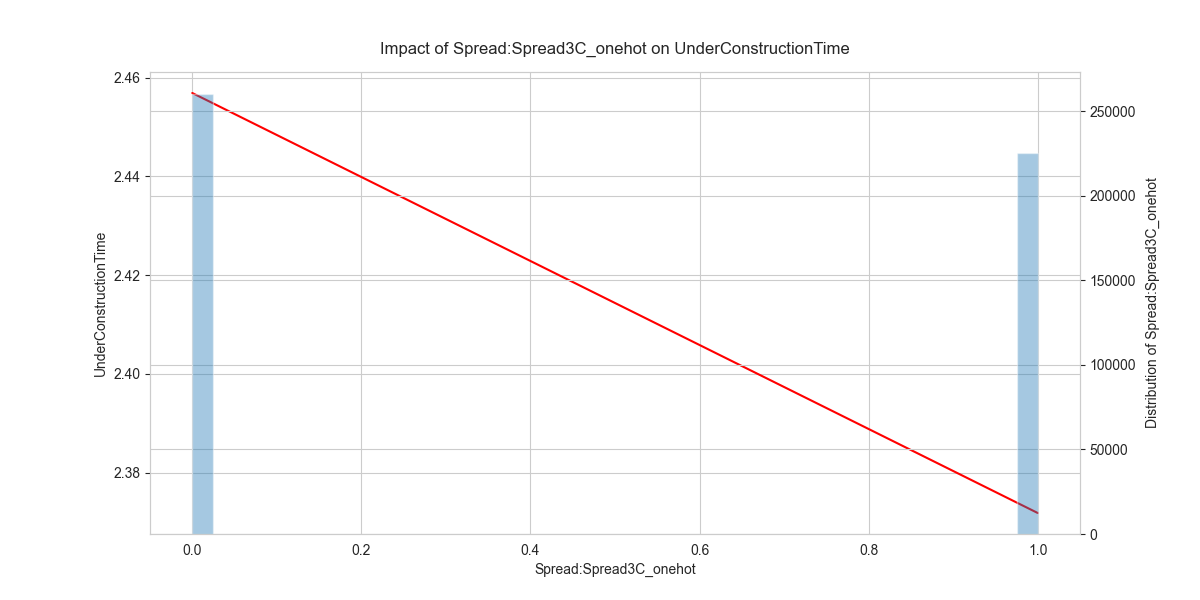 Impact of Spread:Spread3C_onehot on UnderConstructionTime
2.46
2.44
2.42
2.40
2.38
UnderConstructionTime
250000
200000
150000
100000
50000
0
Distribution of Spread:Spread3C_onehot
0.0 0.2 0.4 0.6 0.8 1.0
Spread:Spread3C_onehot